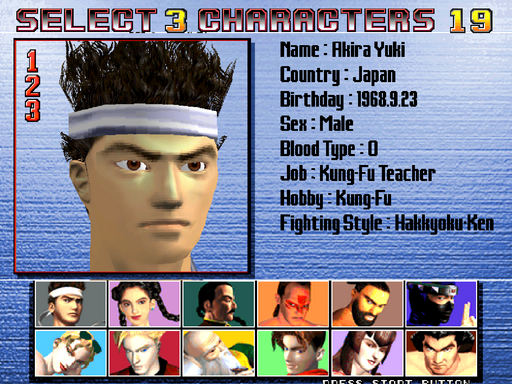 SELECT 3 CHARACTERS 19
1
2
3
Name : Akira Yuki
Country : Japan
Birthday : 1968.9.23
Sex : Male
Blood Type : O
Job : Kung-Fu Teacher
Hobby : Kung-Fu
Fighting Style : Hakkyoku-Ken
PRESS START BUTTON